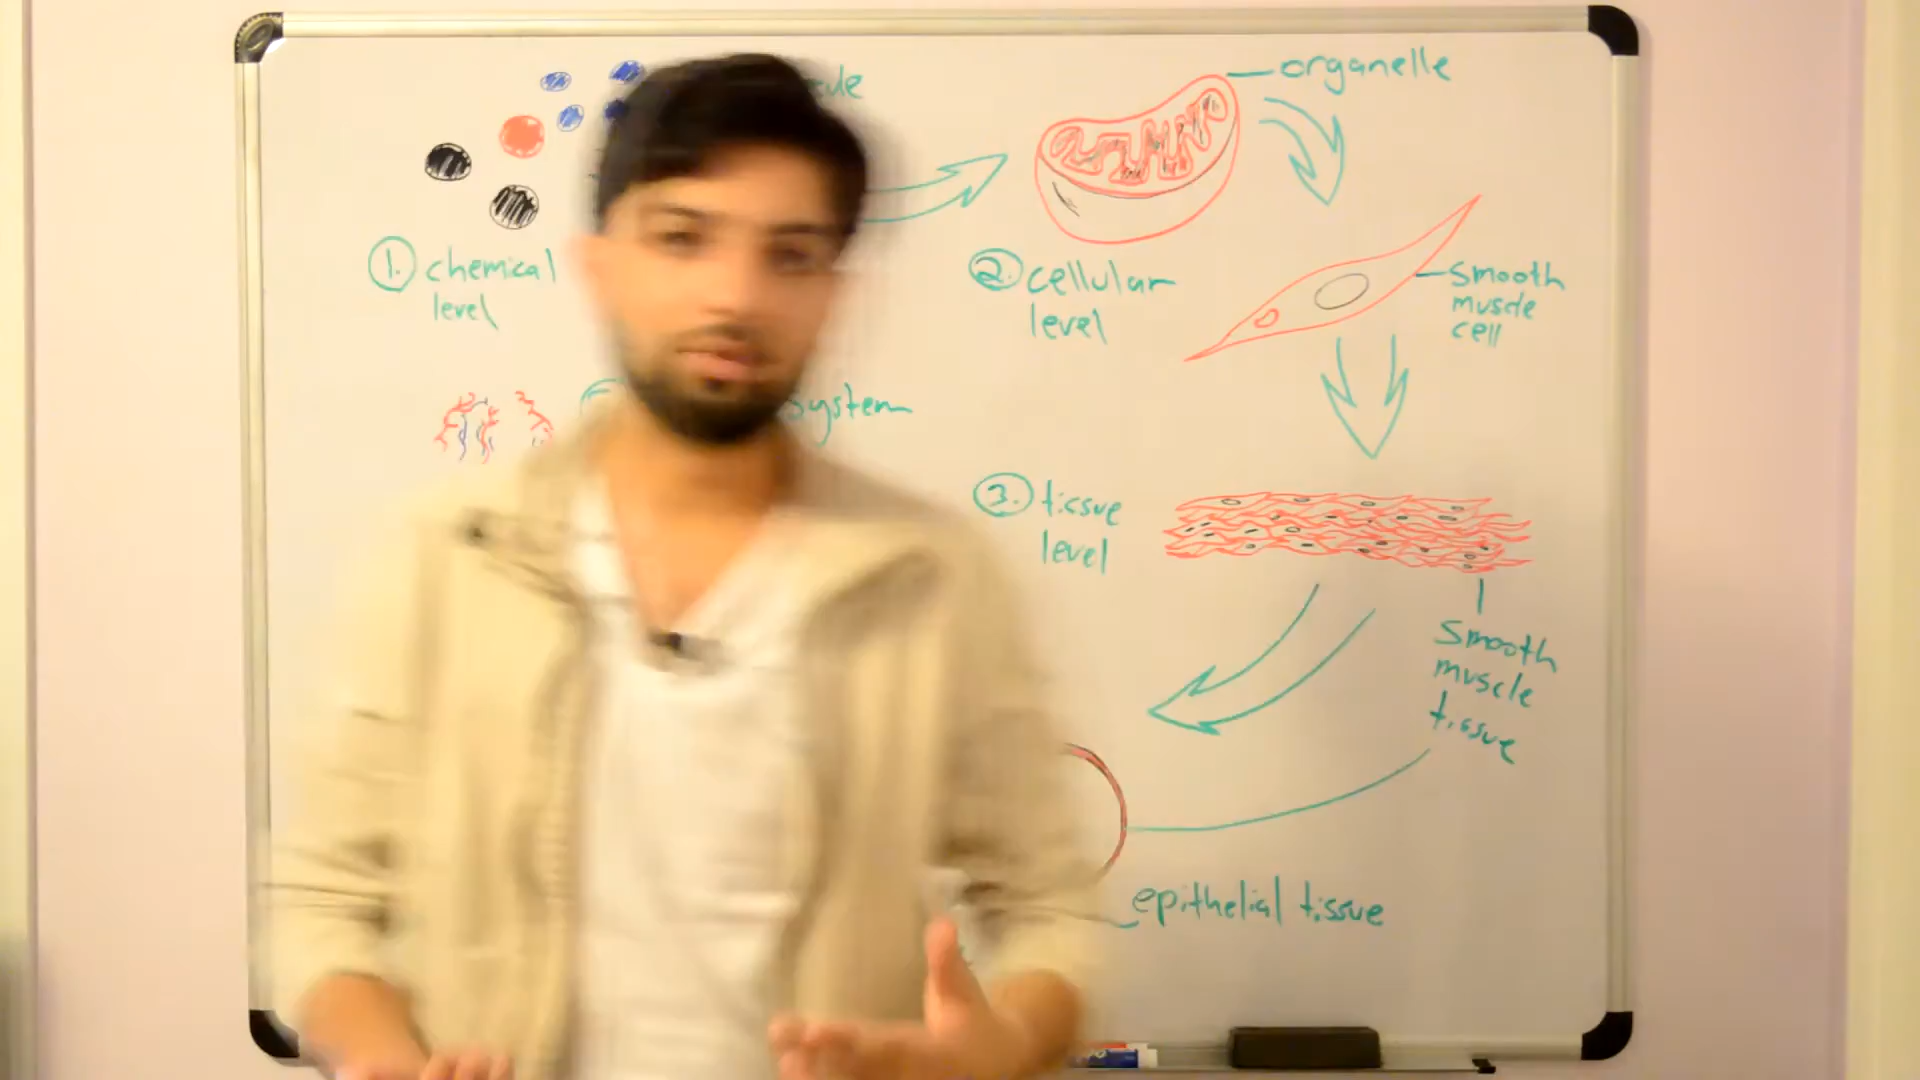 organelle
1. chemical
level
2. cellular
level
smooth
muscle
cell
system
3. tissue
level
smooth
muscle
tissue
epithelial tissue